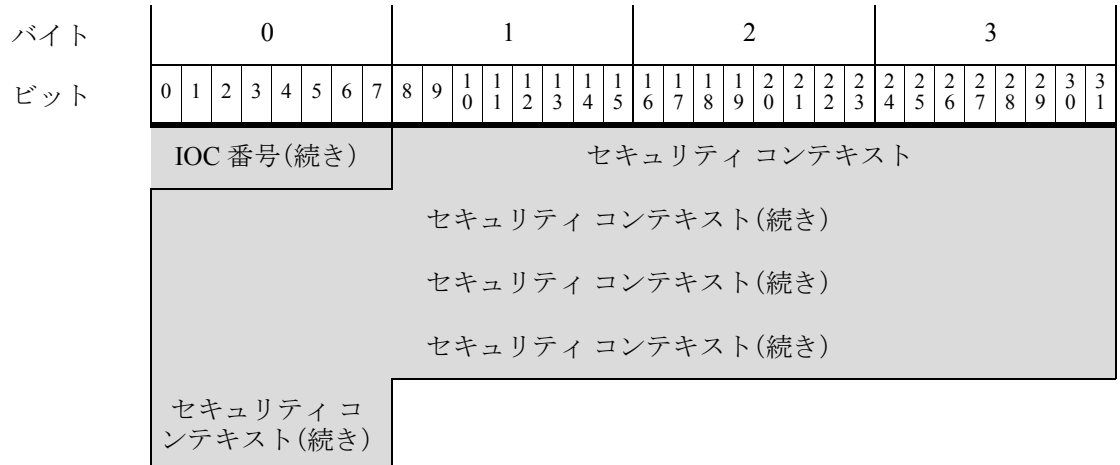 バイト 0 1 2 3
ビット 0 1 2 3 4 5 6 7 8 9 10 11 12 13 14 15 16 17 18 19 20 21 22 23 24 25 26 27 28 29 30 31
IOC 番号(続き) セキュリティ コンテキスト
セキュリティ コンテキスト(続き)
セキュリティ コンテキスト(続き)
セキュリティ コンテキスト(続き)
セキュリティ コ
ンテキスト(続き)